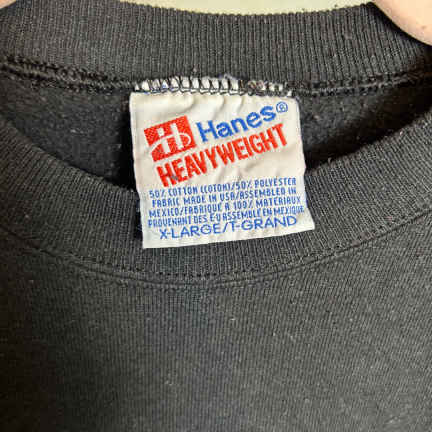 Hanes®
HEAVYWEIGHT
50% COTTON (COTON)/50% POLYESTER
FABRIC MADE IN USA/ASSEMBLED IN
MEXICO/FABRIQUÉ À 100% MATERIAUX
PROVENANT DES É-U ASSEMBLÉ EN MEXIQUE
X-LARGE/T-GRAND